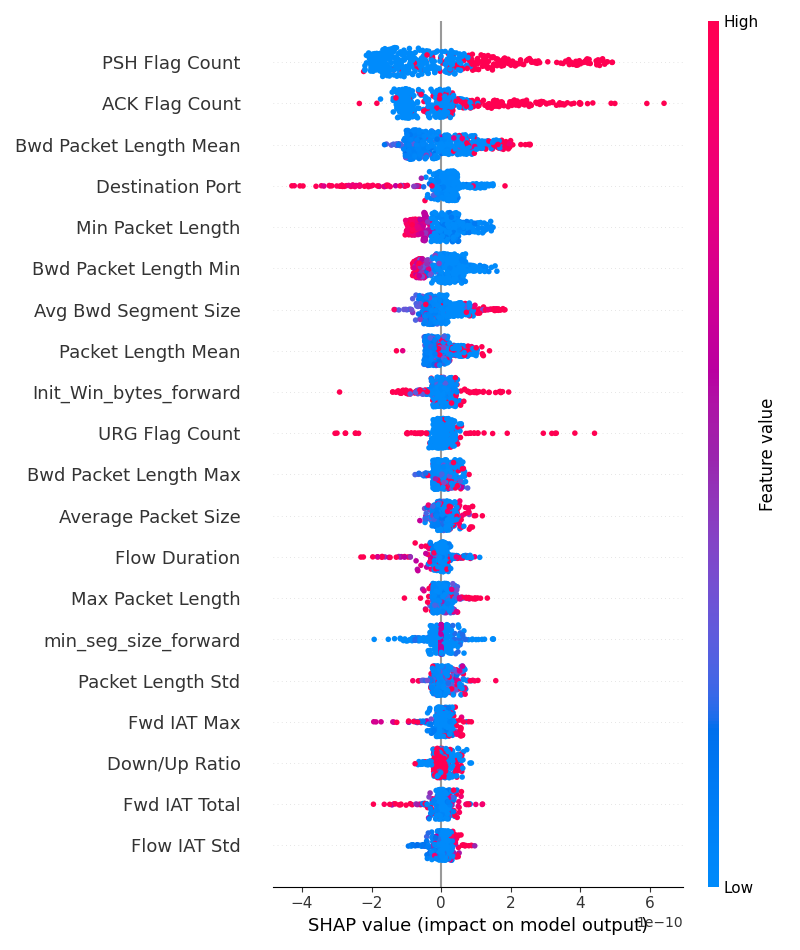 High
PSH Flag Count
ACK Flag Count
Bwd Packet Length Mean
Destination Port
Min Packet Length
Bwd Packet Length Min
Avg Bwd Segment Size
Packet Length Mean
Init_Win_bytes_forward
URG Flag Count
Bwd Packet Length Max
Average Packet Size
Flow Duration
Max Packet Length
min_seg_size_forward
Packet Length Std
Fwd IAT Max
Down/Up Ratio
Fwd IAT Total
Flow IAT Std
Feature value
Low
−4 −2 0 2 4 6
1e−10
SHAP value (impact on model output)